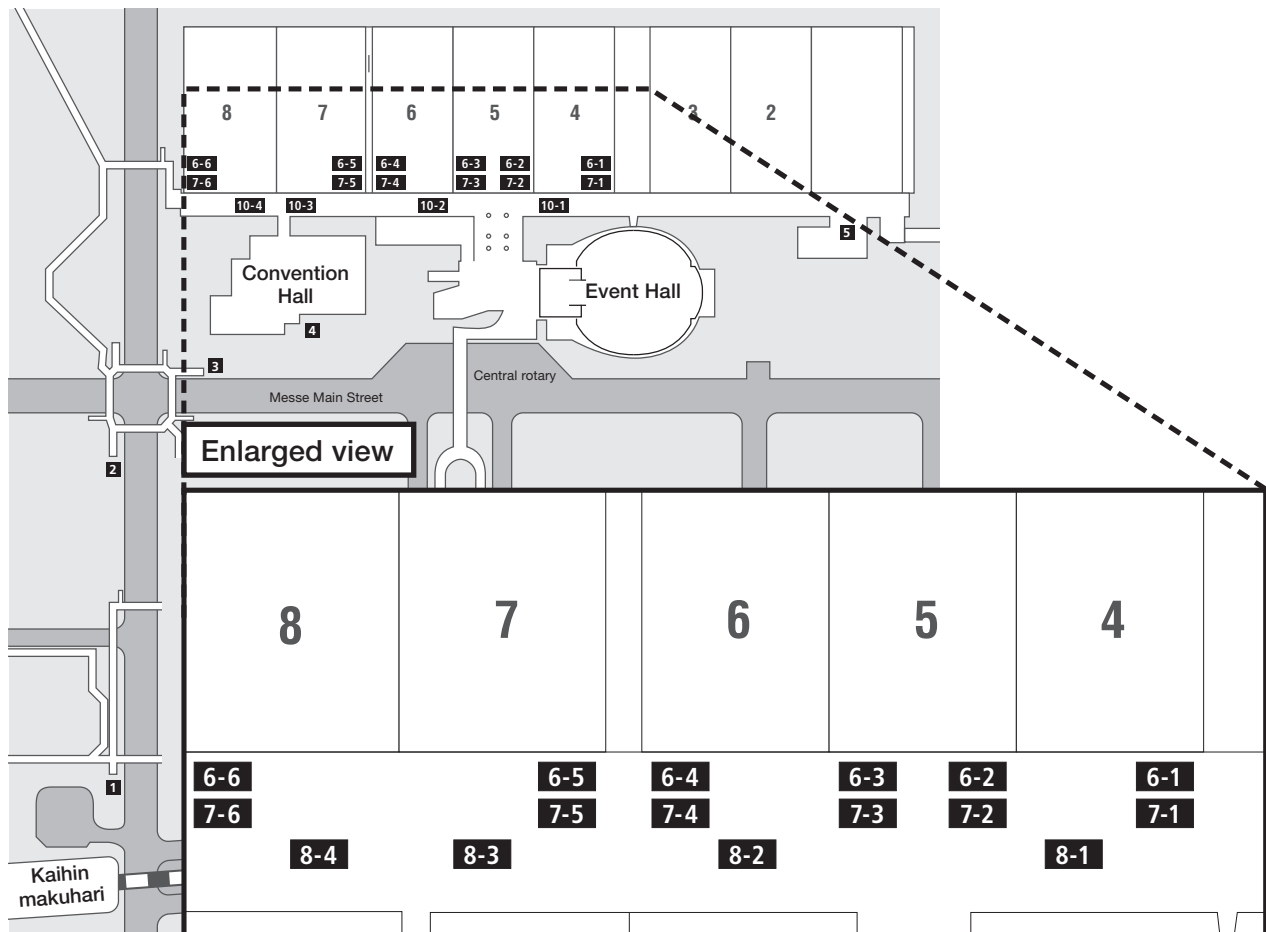 8 7 6 5 4 3 2
6-6 6-5 6-4 6-3 6-2 6-1
7-6 7-5 7-4 7-3 7-2 7-1
10-4 10-3 10-2 10-1
5
Convention
Hall
Event Hall
4
3
Central rotary
Messe Main Street
Enlarged view
2
8 7 6 5 4
6-6 6-5 6-4 6-3 6-2 6-1
7-6 7-5 7-4 7-3 7-2 7-1
1
8-4 8-3 8-2 8-1
Kaihin
makuhari